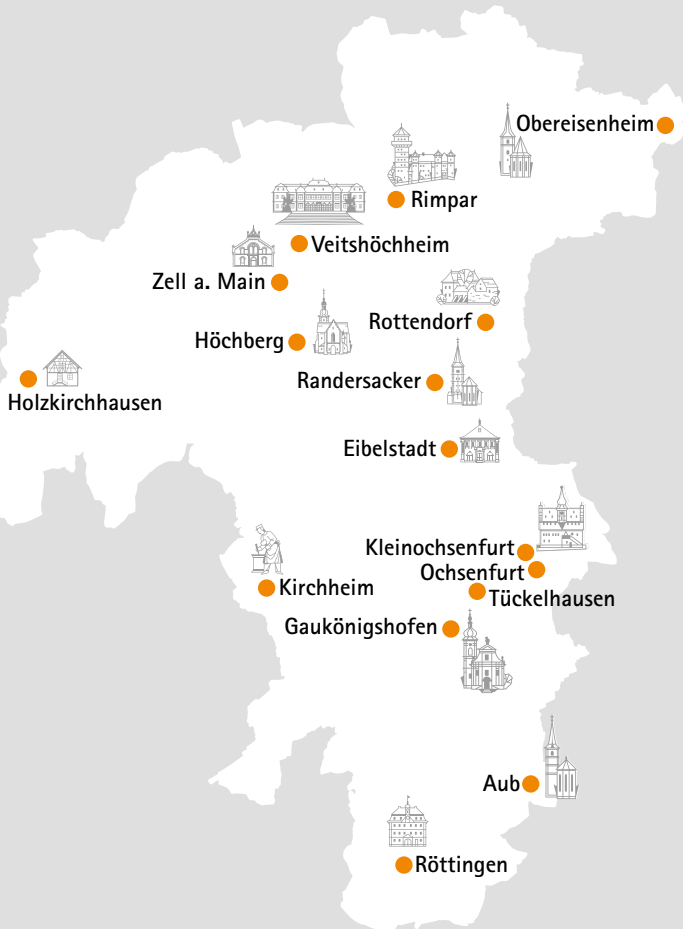 Obereisenheim
Rimpar
Veitshöchheim
Zell a. Main
Rottendorf
Höchberg
Randersacker
Holzkirchhausen
Eibelstadt
Kleinochsenfurt
Ochsenfurt
Kirchheim
Tückelhausen
Gaukönigshofen
Aub
Röttingen